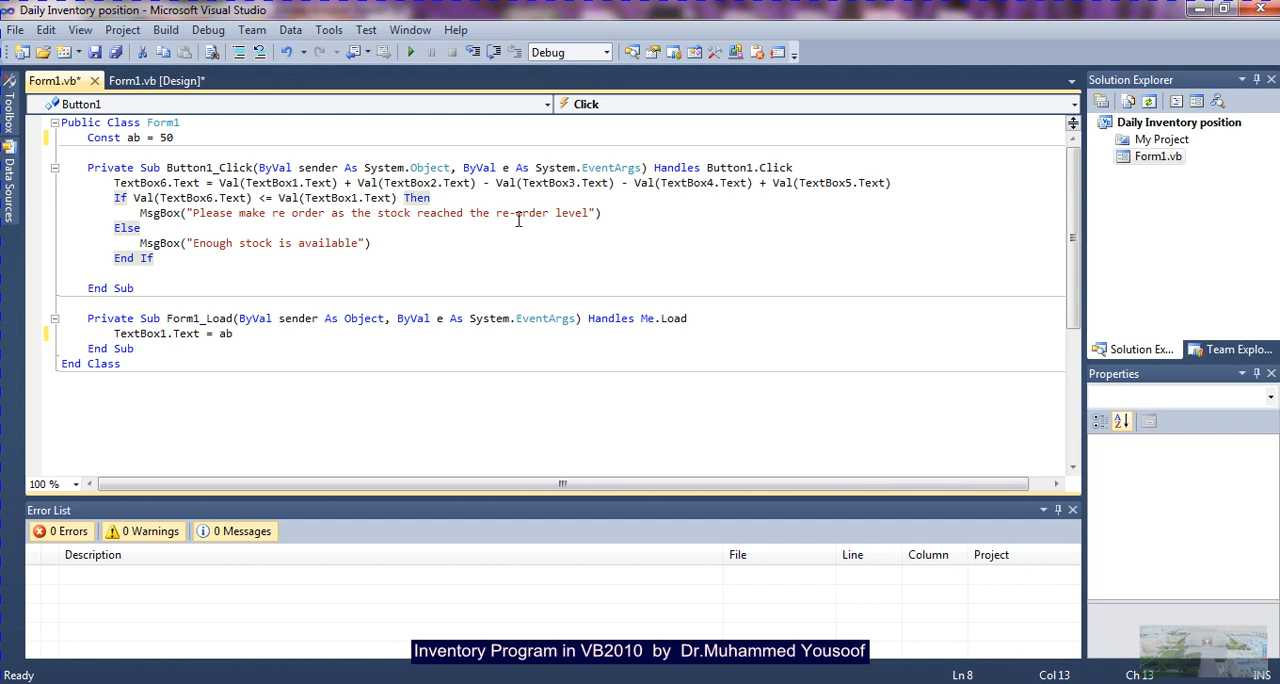 Daily Inventory position - Microsoft Visual Studio
File Edit View Project Build Debug Team Data Tools Test Window Help
Debug
Form1.vb* Form1.vb [Design]*
Toolbox
Data Sources
Button1 Click
Public Class Form1
Const ab = 50
Private Sub Button1_Click(ByVal sender As System.Object, ByVal e As System.EventArgs) Handles Button1.Click
TextBox6.Text = Val(TextBox1.Text) + Val(TextBox2.Text) - Val(TextBox3.Text) - Val(TextBox4.Text) + Val(TextBox5.Text)
If Val(TextBox6.Text) <= Val(TextBox1.Text) Then
MsgBox("Please make re order as the stock reached the re-order level")
Else
MsgBox("Enough stock is available")
End If
End Sub
Private Sub Form1_Load(ByVal sender As Object, ByVal e As System.EventArgs) Handles Me.Load
TextBox1.Text = ab
End Sub
End Class
100 %
Solution Explorer
Daily Inventory position
My Project
Form1.vb
Solution Ex... Team Explo...
Properties
Error List
0 Errors 0 Warnings 0 Messages
Description File Line Column Project
Inventory Program in VB2010 by Dr.Muhammed Yousoof
Ready Ln 8 Col 13 Ch 13 INS